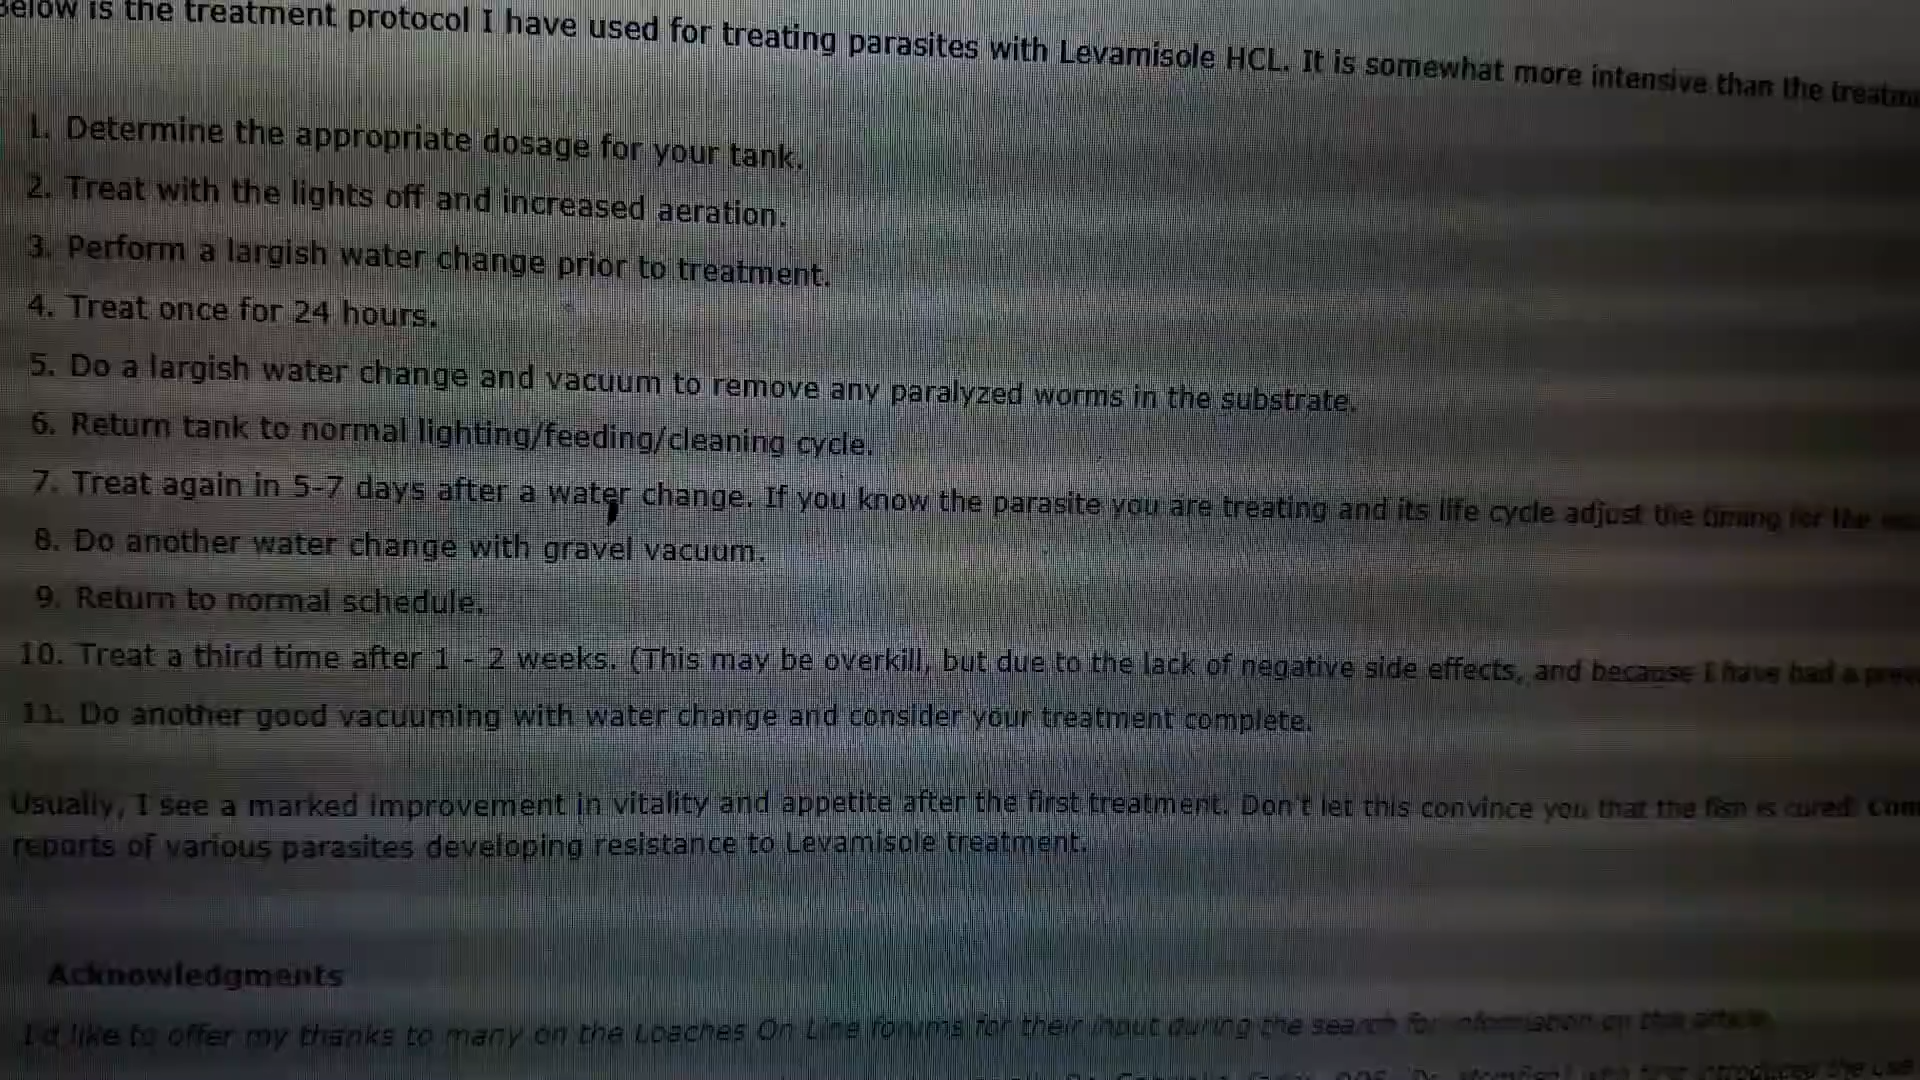 Below is the treatment protocol I have used for treating parasites with Levamisole HCL. It is somewhat more intensive than the
1. Determine the appropriate dosage for your tank.
2. Treat with the lights off and increased aeration.
3. Perform a largish water change prior to treatment.
4. Treat once for 24 hours.
5. Do a largish water change and vacuum to remove any paralyzed worms in the substrate.
6. Return tank to normal lighting/feeding/cleaning cycle.
7. Treat again in 5-7 days after a water change. If you know the parasite you are treating and its life cycle adjust the timing for the
8. Do another water change with gravel vacuum.
9. Return to normal schedule.
10. Treat a third time after 1 - 2 weeks. (This may be overkill, but due to the lack of negative side effects, and because I have had a
11. Do another good vacuuming with water change and consider your treatment complete.
Usually, I see a marked improvement in vitality and appetite after the first treatment. Don't let this convince you that the fish is cured.
reports of various parasites developing resistance to Levamisole treatment.
Acknowledgments
I'd like to offer my thanks to many on the Loaches On Line forums for their input during the search for information on this article.
introduced the use